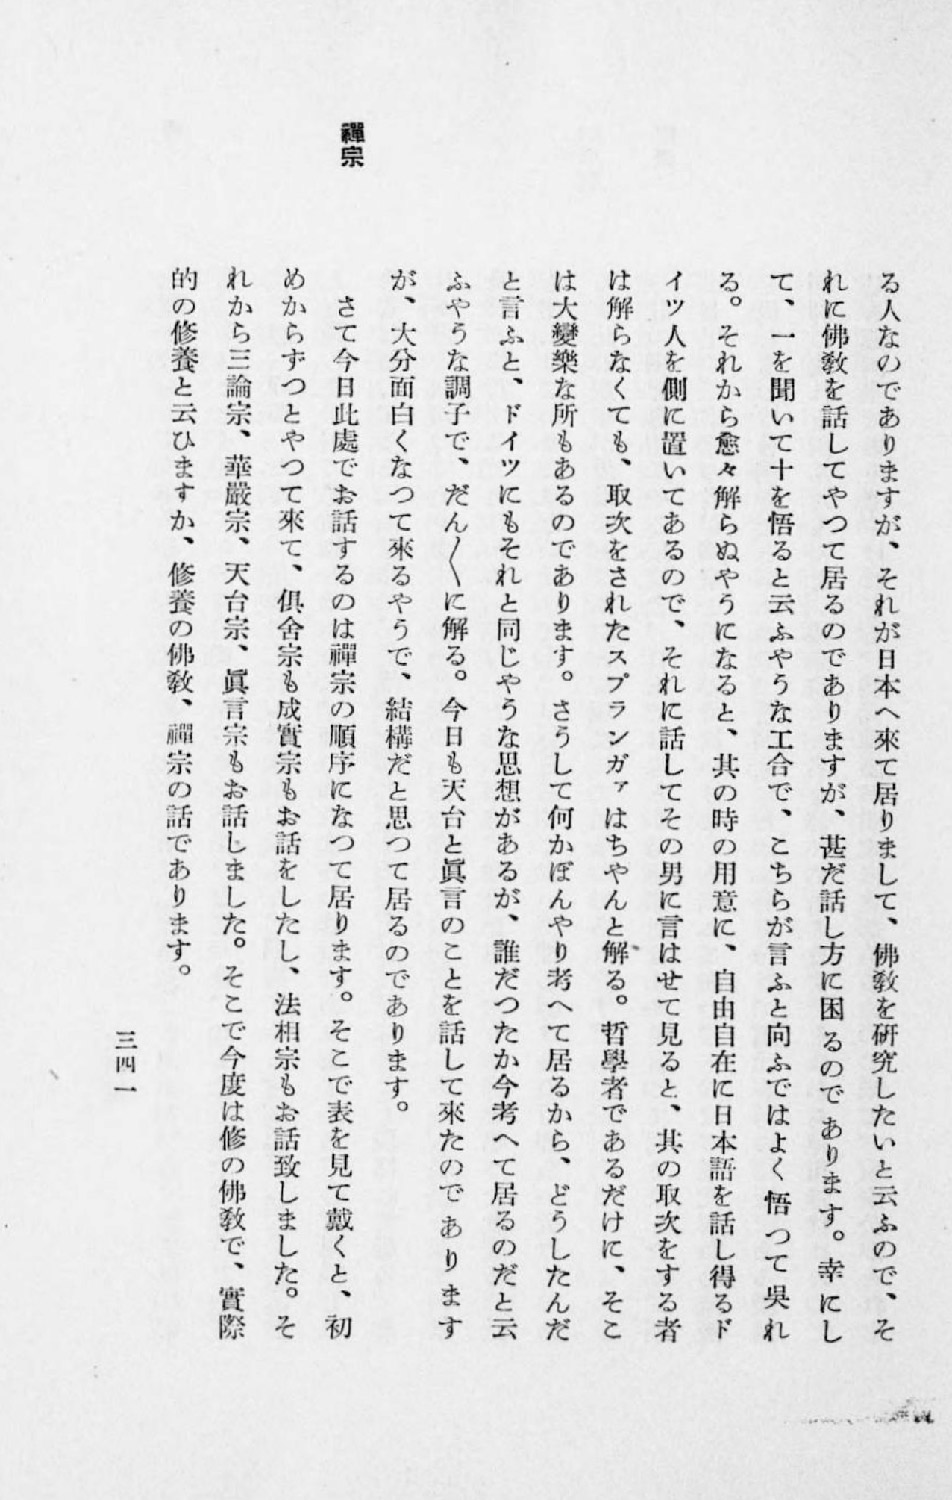 禪宗
る人なのでありますが、それが日本へ來て居りまして、佛敎を硏究したいと云ふので、そ
れに佛敎を話してやつて居るのでありますが、甚だ話し方に困るのであります。幸にし
て、一を聞いて十を悟ると云ふやうな工合で、こちらが言ふと向ふではよく悟つて吳れ
る。それから愈々解らぬやうになると、其の時の用意に、自由自在に日本語を話し得るド
イツ人を側に置いてあるので、それに話してその男に言はせて見ると、其の取次をする者
は解らなくても、取次をされたスプランガァはちやんと解る。哲學者であるだけに、そこ
は大變樂な所もあるのであります。さうして何かぼんやり考へて居るから、どうしたんだ
と言ふと、ドイツにもそれと同じやうな思想があるが、誰だつたか今考へて居るのだと云
ふやうな調子で、だん〳〵に解る。今日も天台と眞言のことを話して來たのであります
が、大分面白くなつて來るやうで、結構だと思つて居るのであります。
さて今日此處でお話するのは禪宗の順序になつて居ります。そこで表を見て戴くと、初
めからずつとやつて來て、俱舍宗も成實宗もお話をしたし、法相宗もお話致しました。そ
れから三論宗、華嚴宗、天台宗、眞言宗もお話しました。そこで今度は修の佛敎で、實際
的の修養と云ひますか、修養の佛敎、禪宗の話であります。
三四一